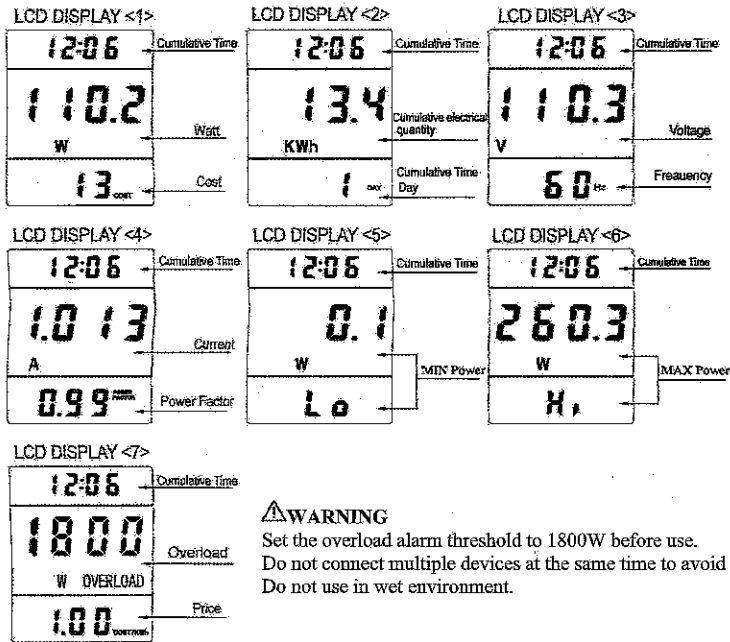 LCD DISPLAY <1>
12:06 Cumulative Time
110.2
W
Watt
13 COST
Cost
LCD DISPLAY <2>
12:06 Cumulative Time
13.4
KWh
Cumulative electrical
quantity
1 DAY
Cumulative Time
Day
LCD DISPLAY <3>
12:06 Cumulative Time
110.3
V
Voltage
60 Hz
Freauency
LCD DISPLAY <4>
12:06 Cumulative Time
1.013
A
Current
0.99 POWER
FACTOR
Power Factor
LCD DISPLAY <5>
12:06 Cumulative Time
0.1
W
MIN Power
Lo
LCD DISPLAY <6>
12:06 Cumulative Time
260.3
W
MAX Power
Hi
LCD DISPLAY <7>
12:06 Cumulative Time
1800
W OVERLOAD
Overload
1.00
Price
⚠WARNING
Set the overload alarm threshold to 1800W before use.
Do not connect multiple devices at the same time to avoid
Do not use in wet environment.